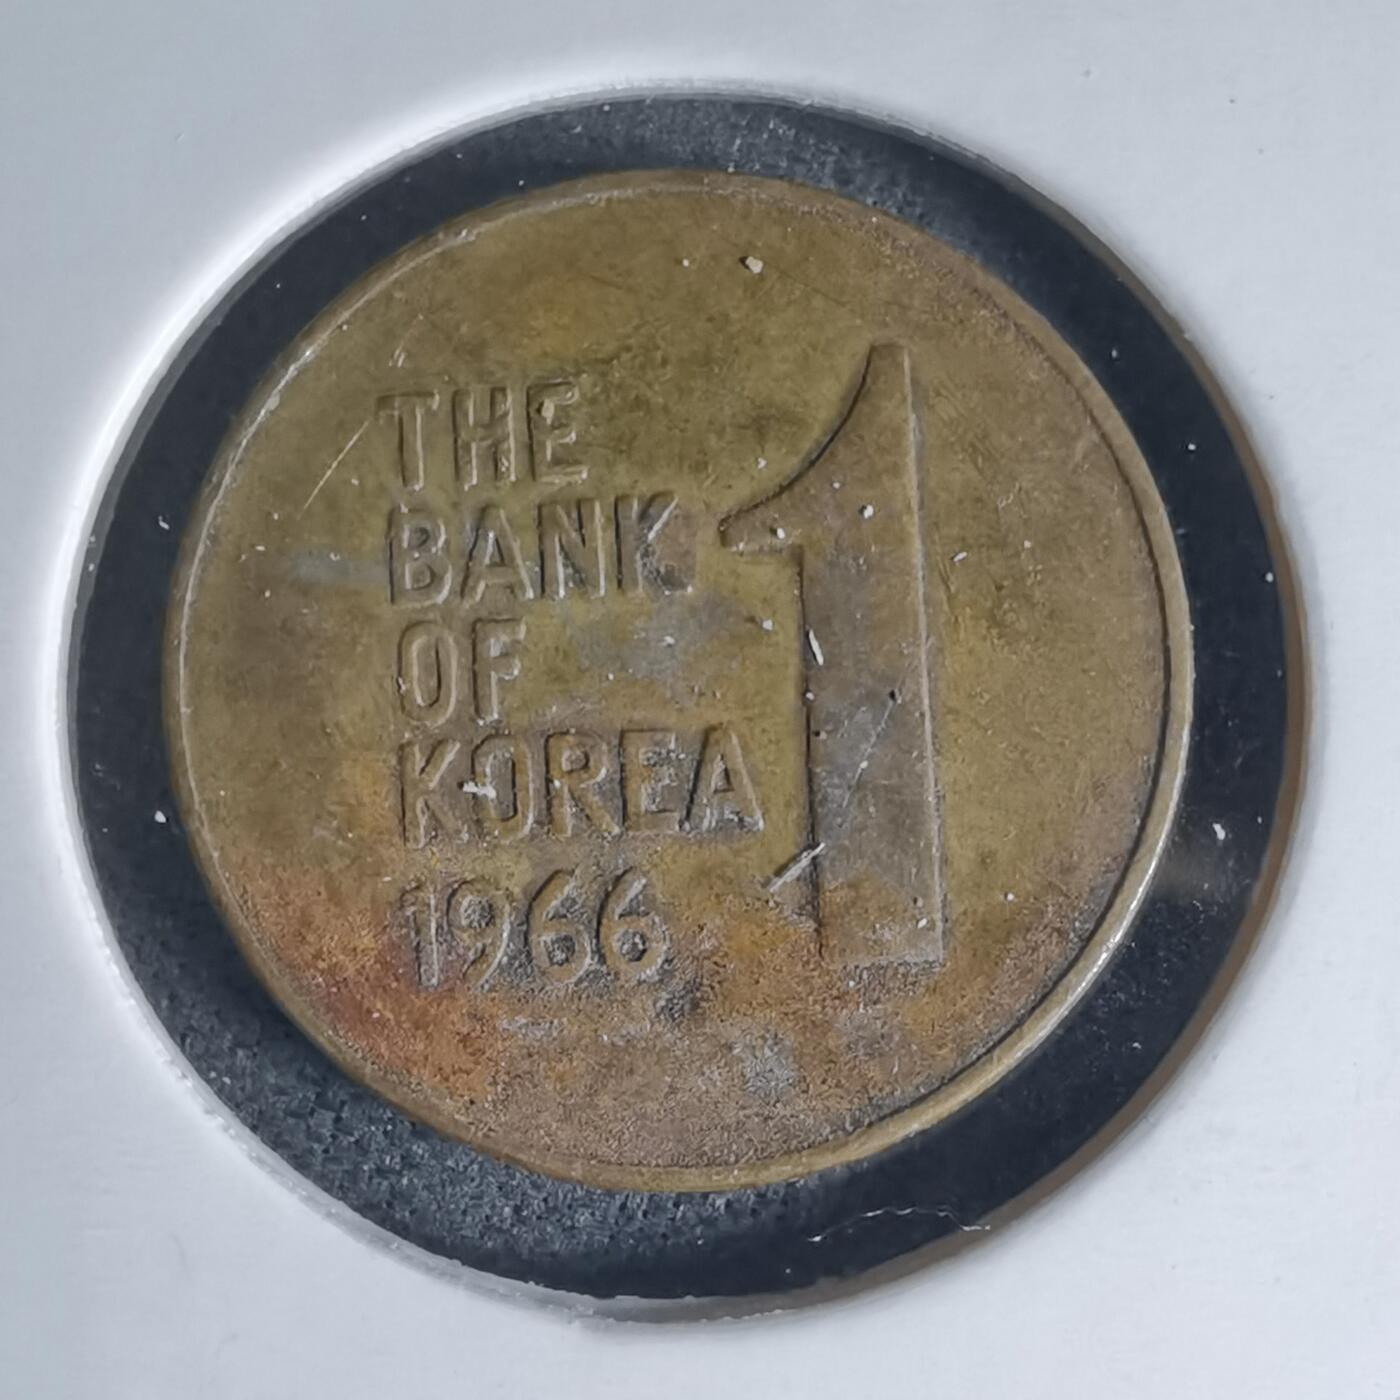 THE
BANK
OF
KOREA
1966
1